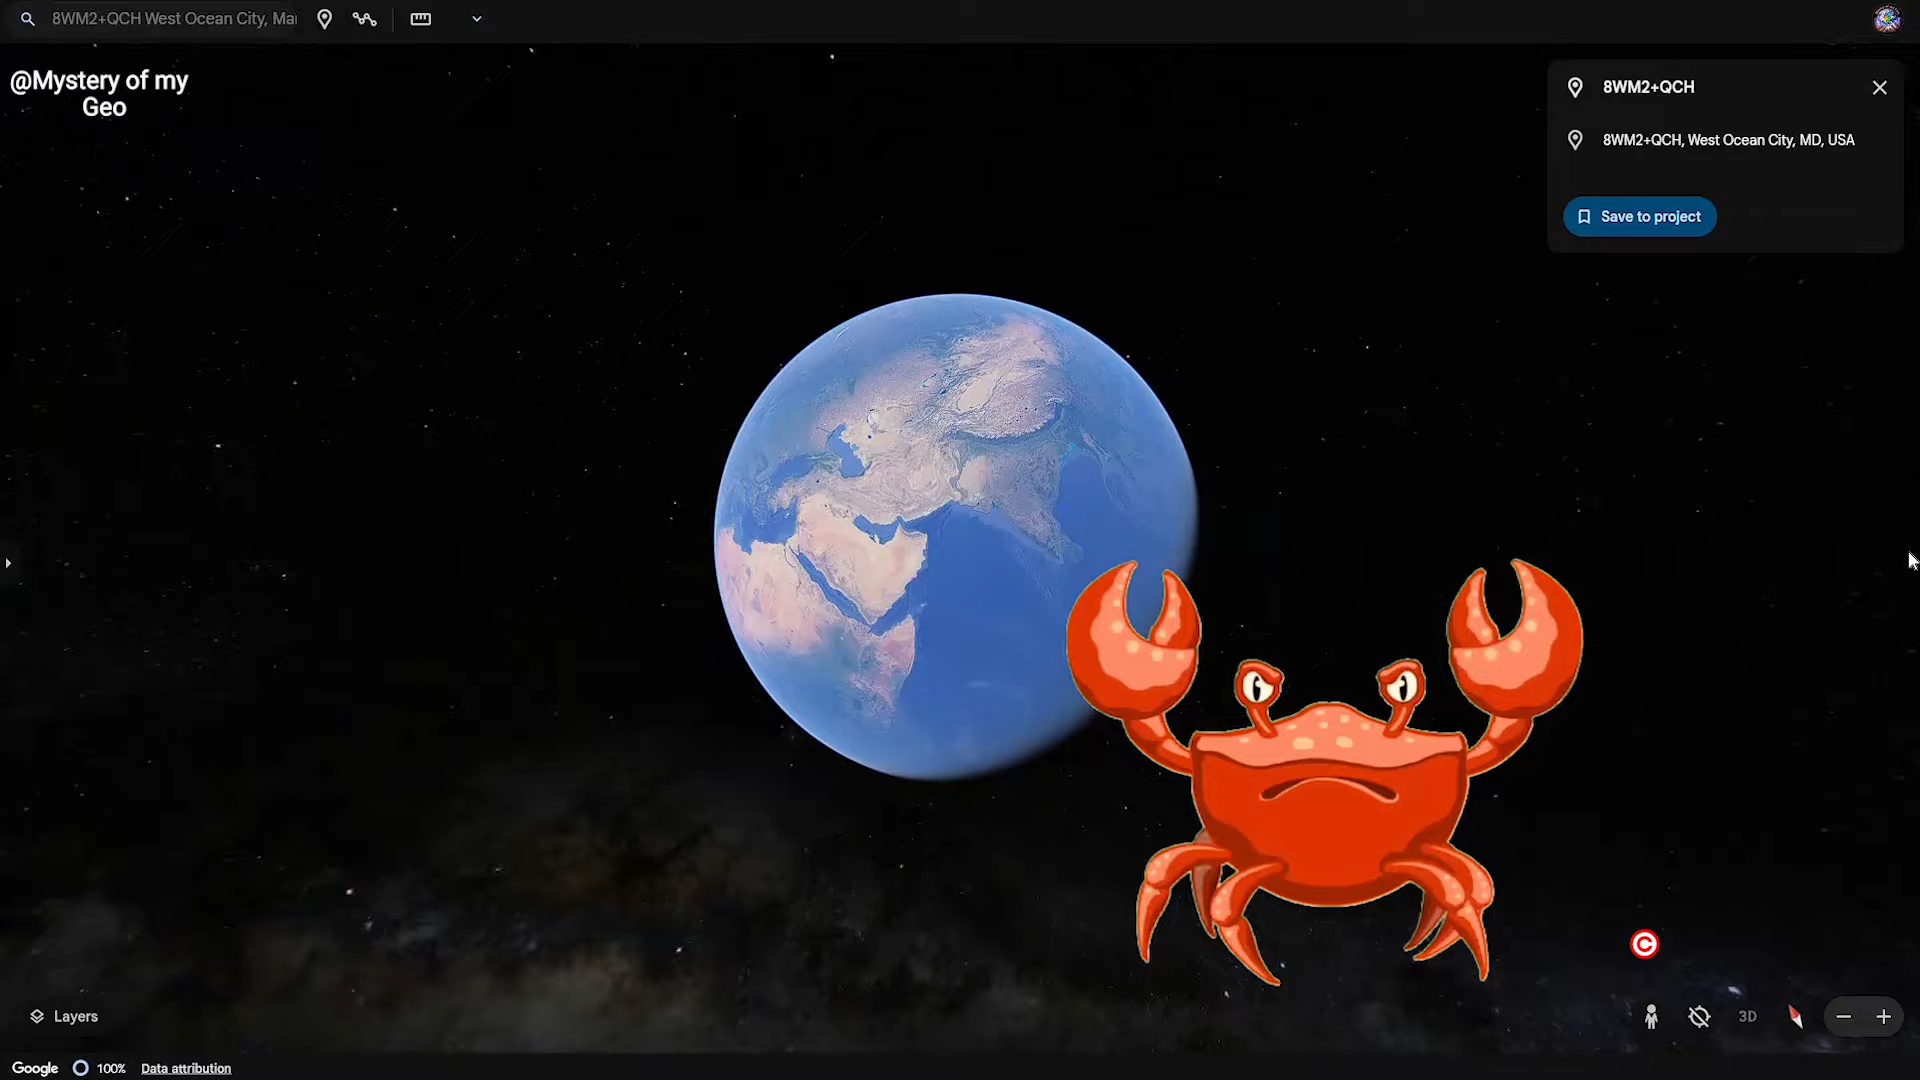 8WM2+QCH West Ocean City, Mar
@Mystery of my
Geo
8WM2+QCH
8WM2+QCH, West Ocean City, MD, USA
Save to project
C
Layers
3D
Google
100%
Data attribution